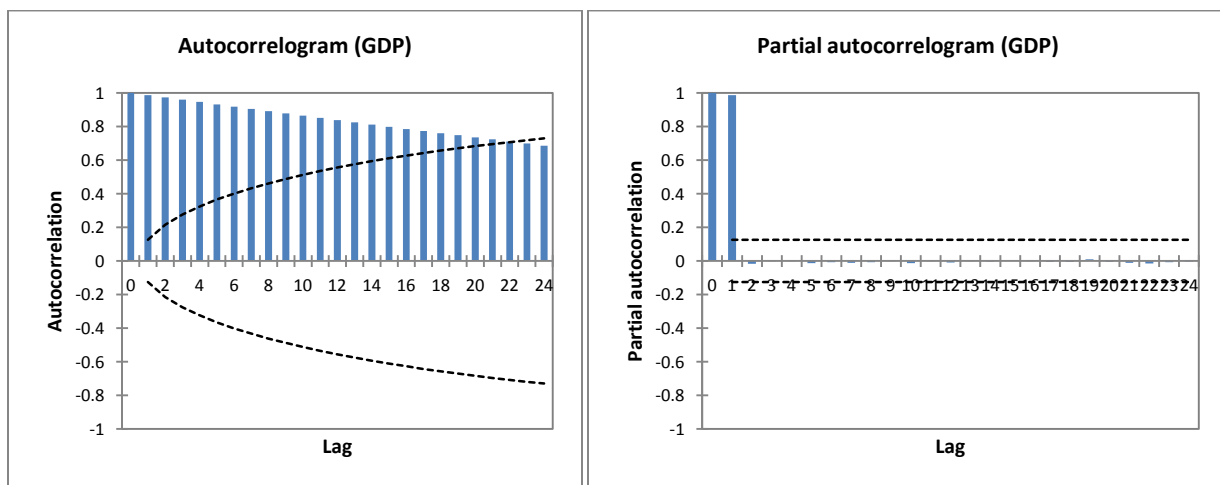 Autocorrelogram (GDP)
1
0.8
0.6
0.4
0.2
0
-0.2
-0.4
-0.6
-0.8
-1
Autocorrelation
0 2 4 6 8 10 12 14 16 18 20 22 24
Lag
Partial autocorrelogram (GDP)
1
0.8
0.6
0.4
0.2
0
-0.2
-0.4
-0.6
-0.8
-1
Partial autocorrelation
0 1 2 3 4 5 6 7 8 9 10 11 12 13 14 15 16 17 18 19 20 21 22 23 24
Lag